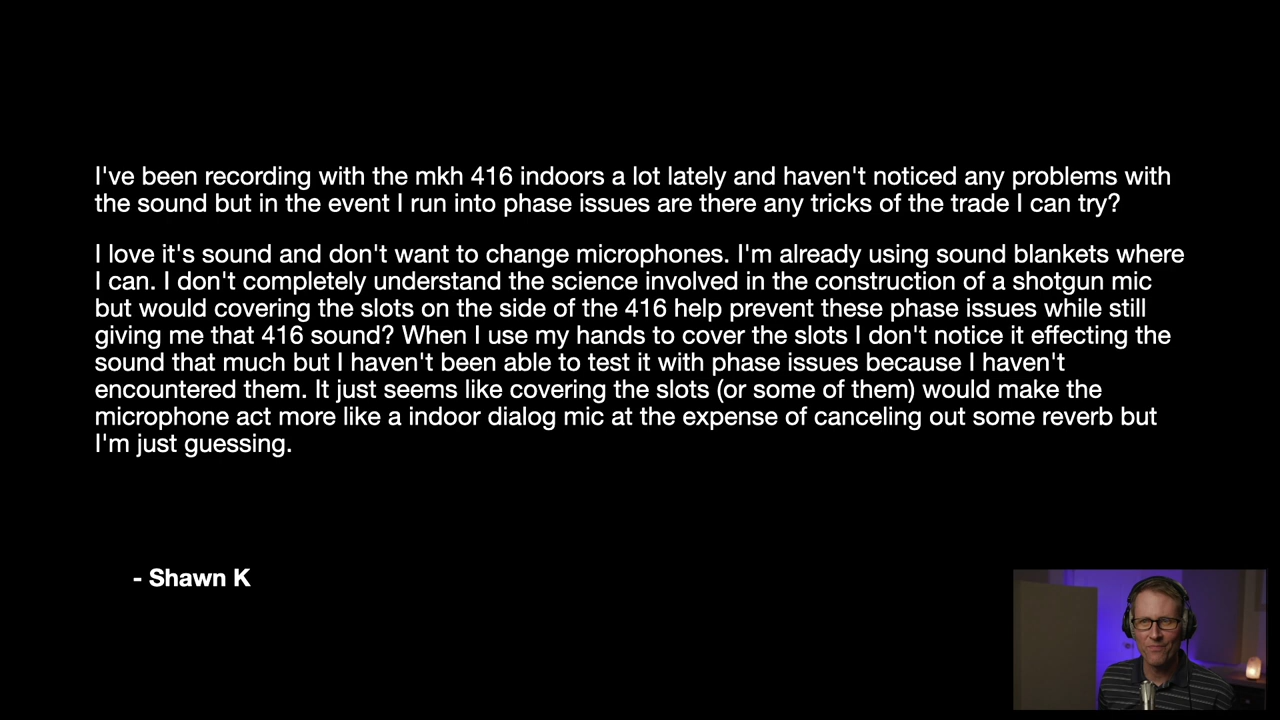 I've been recording with the mkh 416 indoors a lot lately and haven't noticed any problems with
the sound but in the event I run into phase issues are there any tricks of the trade I can try?
I love it's sound and don't want to change microphones. I'm already using sound blankets where
I can. I don't completely understand the science involved in the construction of a shotgun mic
but would covering the slots on the side of the 416 help prevent these phase issues while still
giving me that 416 sound? When I use my hands to cover the slots I don't notice it effecting the
sound that much but I haven't been able to test it with phase issues because I haven't
encountered them. It just seems like covering the slots (or some of them) would make the
microphone act more like a indoor dialog mic at the expense of canceling out some reverb but
I'm just guessing.
- Shawn K